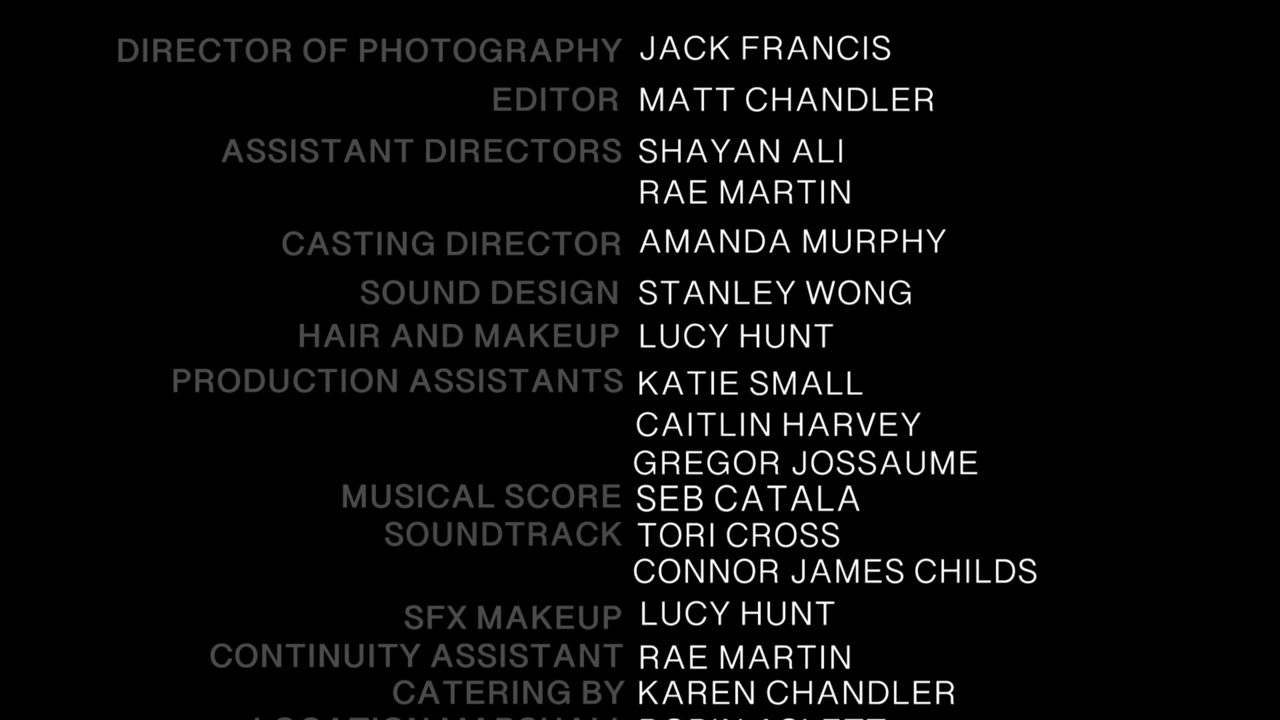 DIRECTOR OF PHOTOGRAPHY JACK FRANCIS
EDITOR MATT CHANDLER
ASSISTANT DIRECTORS SHAYAN ALI
RAE MARTIN
CASTING DIRECTOR AMANDA MURPHY
SOUND DESIGN STANLEY WONG
HAIR AND MAKEUP LUCY HUNT
PRODUCTION ASSISTANTS KATIE SMALL
CAITLIN HARVEY
GREGOR JOSSAUME
MUSICAL SCORE SEB CATALA
SOUNDTRACK TORI CROSS
CONNOR JAMES CHILDS
SFX MAKEUP LUCY HUNT
CONTINUITY ASSISTANT RAE MARTIN
CATERING BY KAREN CHANDLER